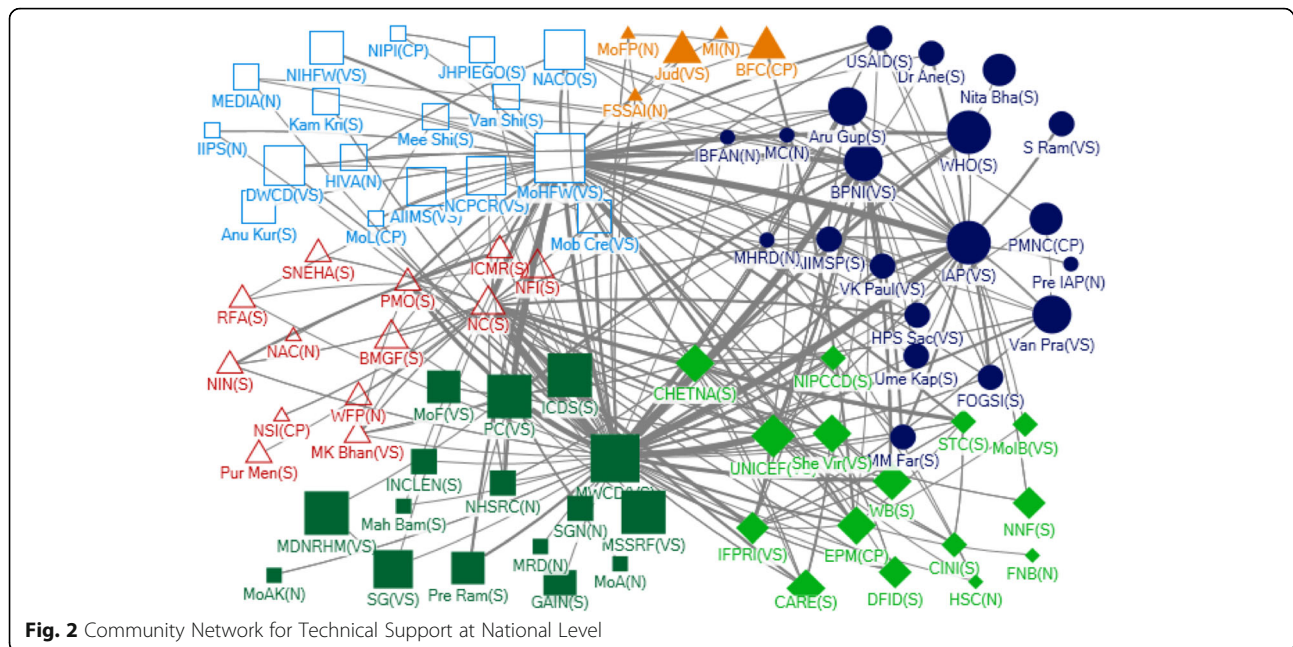 NIPI(CP)
MoFP(N)
MI(N)
NIHFW(VS)
JHPIEGO(S)
NACO(S)
Jud(VS)
BFC(CP)
USAID(S)
Dr Ane(S)
Nita Bha(S)
MEDIA(N)
Kam Kri(S)
Van Shi(S)
FSSAI(N)
Mee Shi(S)
Aru Gup(S)
S Ram(VS)
IIPS(N)
IBFAN(N)
MC(N)
WHO(S)
HIVA(N)
DWCD(VS)
NCPCR(VS)
MoHFW(VS)
BPNI(VS)
AIIMS(VS)
Anu Kur(S)
MoL(CP)
Mob Cre(VS)
PMNC(CP)
MHRD(N)
AIIMSP(S)
IAP(VS)
Pre IAP(N)
SNEHA(S)
ICMR(S)
NFI(S)
VK Paul(VS)
PMO(S)
RFA(S)
NC(S)
HPS Sac(VS)
Van Pra(VS)
NAC(N)
BMGF(S)
NIN(S)
CHETNA(S)
NIPCCD(S)
Ume Kap(S)
FOGSI(S)
MoF(VS)
PC(VS)
ICDS(S)
WFP(N)
NSI(CP)
MK Bhan(VS)
Pur Men(S)
UNICEF(VS)
She Vir(VS)
MM Far(S)
STC(S)
MoIB(VS)
INCLEN(S)
NHSRC(N)
MWCD(VS)
WB(S)
NNF(S)
Mah Bam(S)
SGN(N)
MDNRHM(VS)
MSSRF(VS)
IFPRI(VS)
EPM(CP)
CINI(S)
FNB(N)
MRD(N)
MoA(N)
MoAK(N)
SG(VS)
Pre Ram(S)
GAIN(S)
CARE(S)
DFID(S)
HSC(N)
Fig. 2 Community Network for Technical Support at National Level